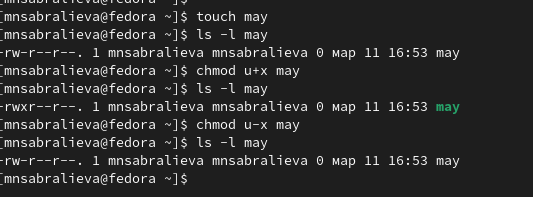 [mnsabralieva@fedora ~]$ touch may
[mnsabralieva@fedora ~]$ ls -l may
-rw-r--r--. 1 mnsabralieva mnsabralieva 0 мар 11 16:53 may
[mnsabralieva@fedora ~]$ chmod u+x may
[mnsabralieva@fedora ~]$ ls -l may
-rwxr--r--. 1 mnsabralieva mnsabralieva 0 мар 11 16:53 may
[mnsabralieva@fedora ~]$ chmod u-x may
[mnsabralieva@fedora ~]$ ls -l may
-rw-r--r--. 1 mnsabralieva mnsabralieva 0 мар 11 16:53 may
[mnsabralieva@fedora ~]$